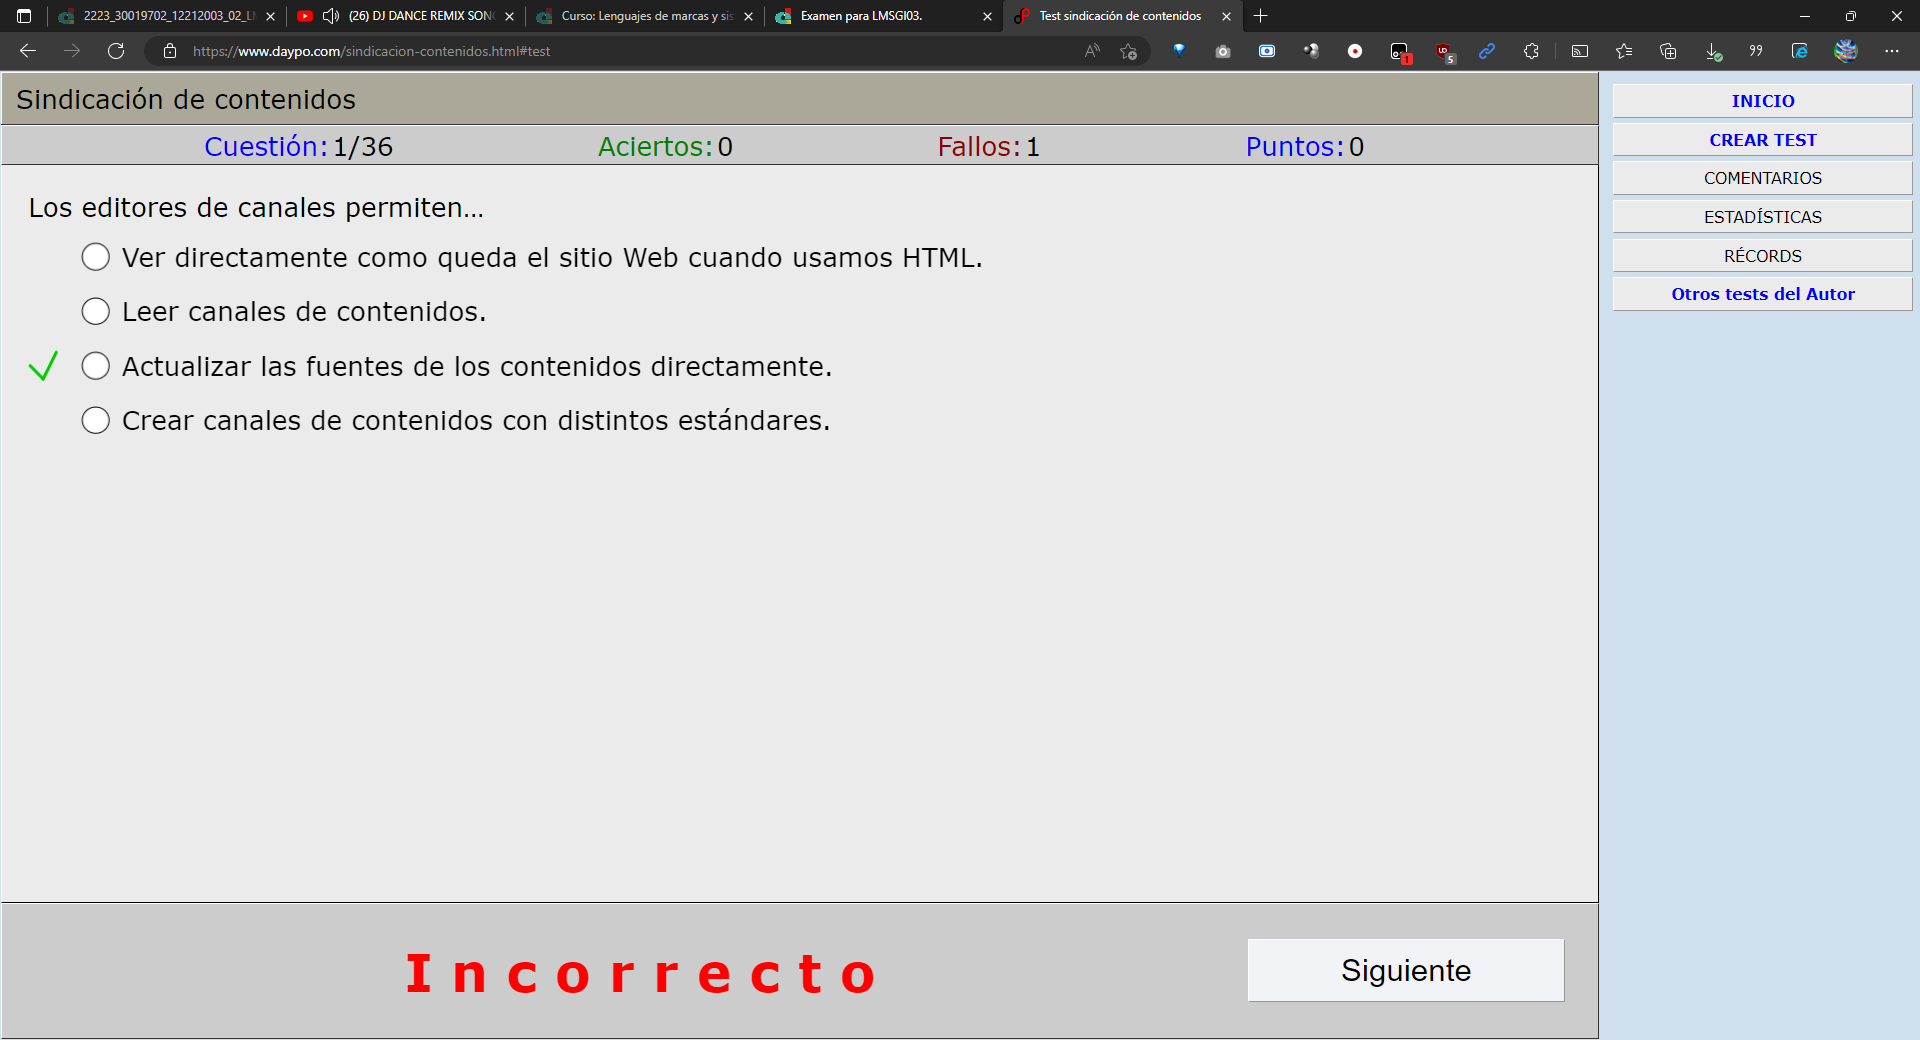 2223_30019702_12212003_02_L
(26) DJ DANCE REMIX SONG
Curso: Lenguajes de marcas y sis
Examen para LMSGI03.
Test sindicación de contenidos
https://www.daypo.com/sindicacion-contenidos.html#test
1
5
Sindicación de contenidos
Cuestión: 1/36
Aciertos: 0
Fallos: 1
Puntos: 0
Los editores de canales permiten...
Ver directamente como queda el sitio Web cuando usamos HTML.
Leer canales de contenidos.
Actualizar las fuentes de los contenidos directamente.
Crear canales de contenidos con distintos estándares.
Incorrecto
Siguiente
INICIO
CREAR TEST
COMENTARIOS
ESTADÍSTICAS
RÉCORDS
Otros tests del Autor